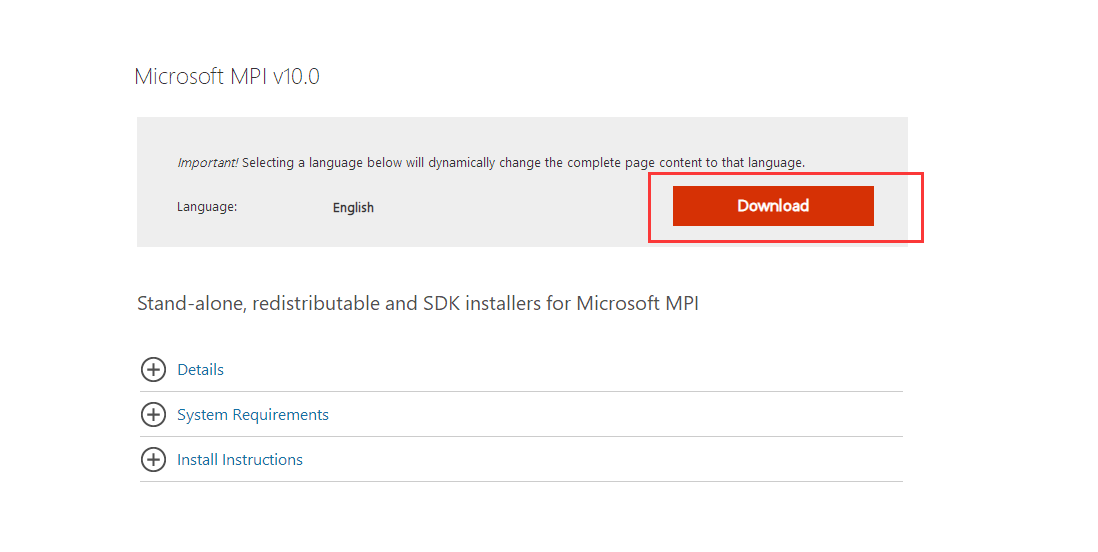 Microsoft MPI v10.0
Important! Selecting a language below will dynamically change the complete page content to that language.
Language: English Download
Stand-alone, redistributable and SDK installers for Microsoft MPI
Details
System Requirements
Install Instructions